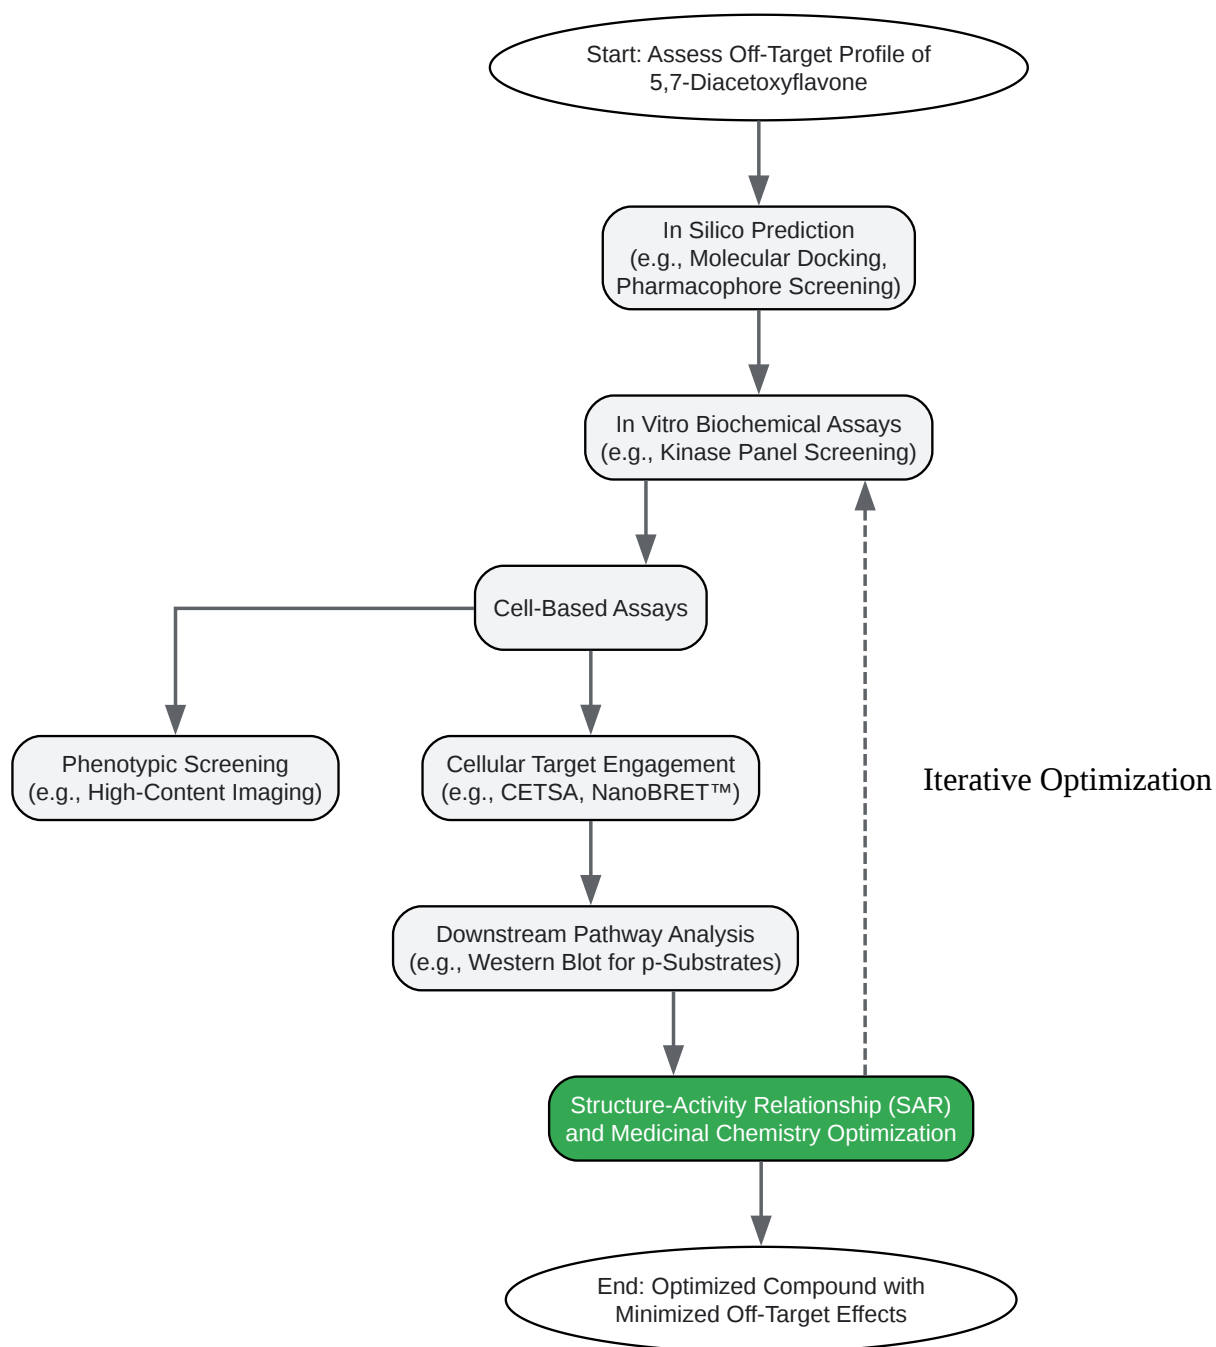 Start: Assess Off-Target Profile of
5,7-Diacetoxyflavone
In Silico Prediction
(e.g., Molecular Docking,
Pharmacophore Screening)
In Vitro Biochemical Assays
(e.g., Kinase Panel Screening)
Cell-Based Assays
Phenotypic Screening
(e.g., High-Content Imaging)
Cellular Target Engagement
(e.g., CETSA, NanoBRET™)
Iterative Optimization
Downstream Pathway Analysis
(e.g., Western Blot for p-Substrates)
Structure-Activity Relationship (SAR)
and Medicinal Chemistry Optimization
End: Optimized Compound with
Minimized Off-Target Effects